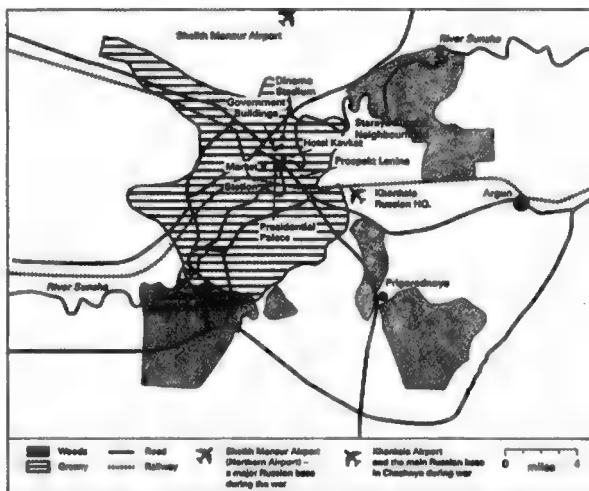 Sheikh Mansur Airport
River Sunzha
Dinamo
Stadium
Government
Buildings
Neighbourhood
Hotel Kavkaz
Market
Prospekt Lenina
Station
Khankala
Russian HQ.
Argun
Presidential
Palace
River Sunzha
Prigorodnoye
Woods
Road
Sheikh Mansur Airport
(Northern Airport) –
a major Russian base
during the war
Khankala Airport
and the main Russian base
in Chechnya during war
0 4
miles
Grozny
Railway